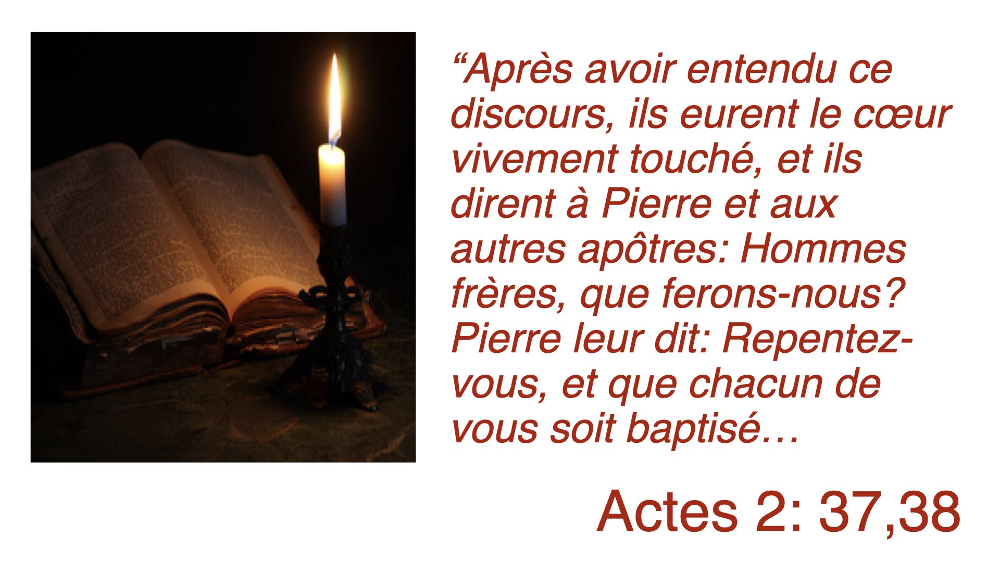 “Après avoir entendu ce
discours, ils eurent le cœur
vivement touché, et ils
dirent à Pierre et aux
autres apôtres: Hommes
frères, que ferons-nous?
Pierre leur dit: Repentez-
vous, et que chacun de
vous soit baptisé…
Actes 2: 37,38